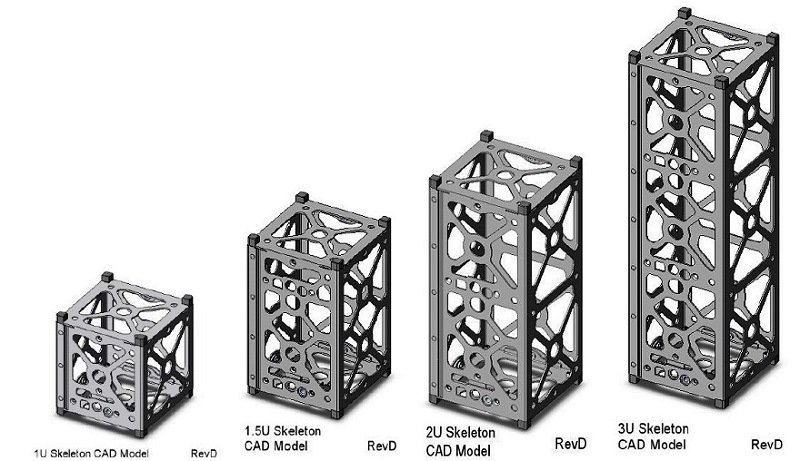 1U Skeleton CAD Model RevD
1.5U Skeleton
CAD Model RevD
2U Skeleton
CAD Model RevD
3U Skeleton
CAD Model RevD